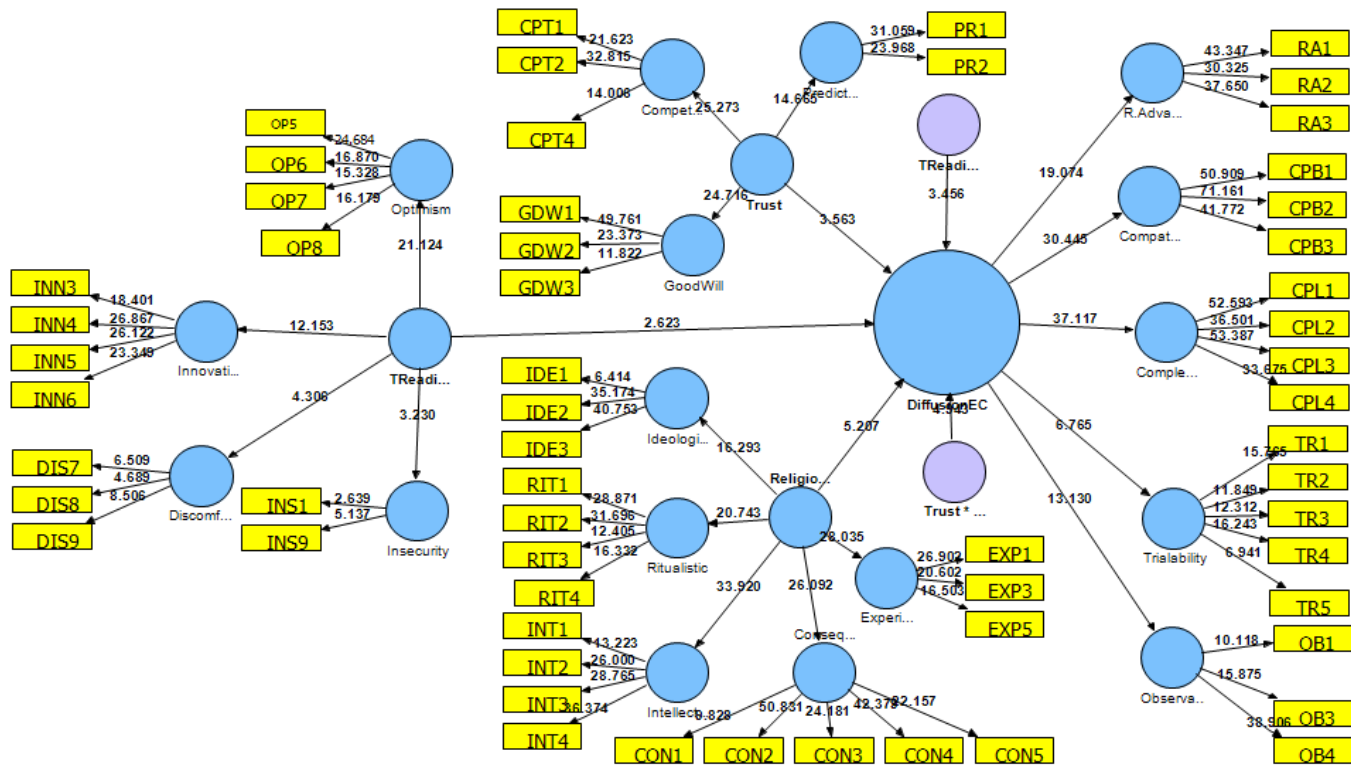 CPT1
21.623
CPT2
32.815
14.006
CPT4
Compet...
25.273
PR1
31.059
PR2
23.968
Predict...
14.665
Trust
24.716
3.563
GDW1
49.761
GDW2
23.373
GDW3
11.822
GoodWill
TReadi...
3.456
OP5
24.684
OP6
16.870
OP7
15.328
OP8
16.179
Optimism
21.124
INN3
18.401
INN4
26.867
INN5
26.122
INN6
23.349
Innovati...
12.153
TReadi...
2.623
4.306
3.230
DIS7
6.509
DIS8
4.689
DIS9
8.506
Discomf...
INS1
2.639
INS9
5.137
Insecurity
DiffusionEC
4.943
Trust * ...
5.207
IDE1
6.414
IDE2
35.174
IDE3
40.753
Ideologi...
16.293
Religio...
RIT1
28.871
RIT2
31.696
RIT3
12.405
RIT4
16.332
Ritualistic
20.743
28.035
EXP1
26.902
EXP3
20.602
EXP5
16.503
Experi...
33.920
26.092
INT1
13.223
INT2
26.000
INT3
28.765
INT4
36.374
Intellect...
Conseq...
9.828
50.831
24.181
42.379
CON1
CON2
CON3
CON4
CON5
19.074
R.Adva...
RA1
43.347
RA2
30.325
RA3
37.650
30.445
Compat...
CPB1
50.909
CPB2
71.161
CPB3
41.772
37.117
Comple...
CPL1
52.593
CPL2
36.501
CPL3
53.387
CPL4
33.675
6.765
Trialability
TR1
15.765
TR2
11.849
TR3
12.312
TR4
16.243
TR5
6.941
13.130
Observa...
OB1
10.118
OB3
15.875
OB4
38.906